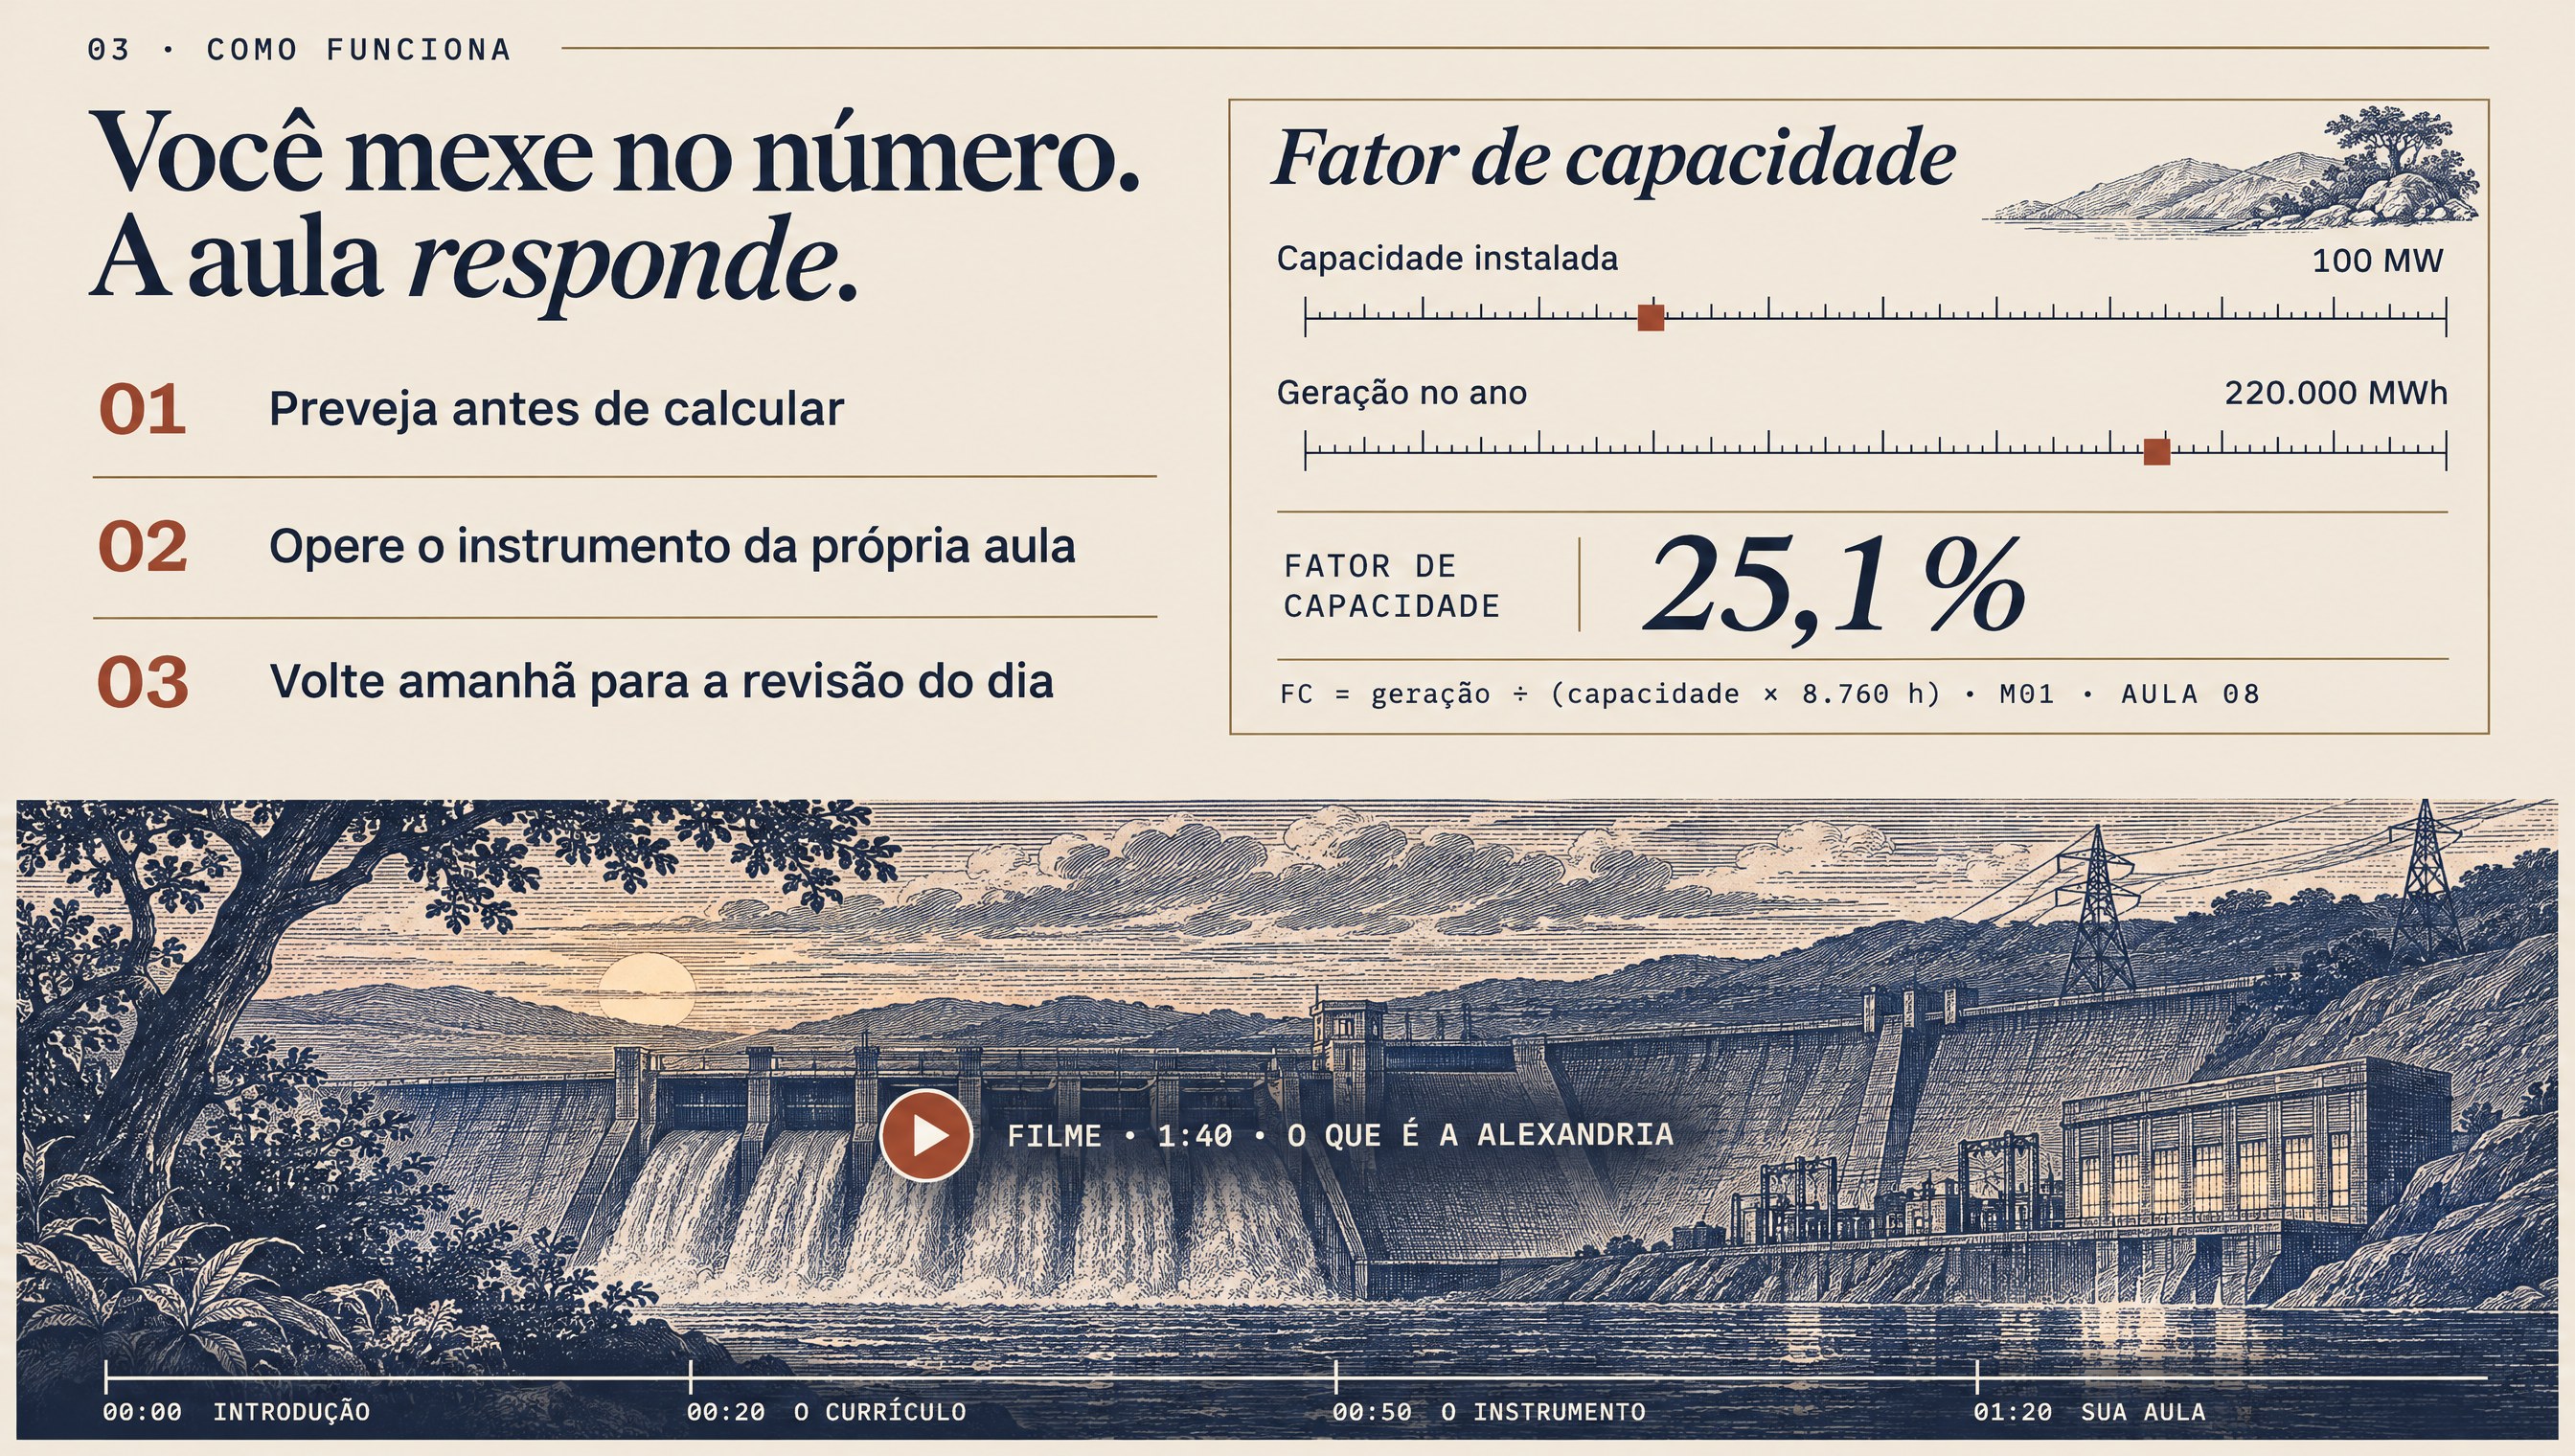 03 · COMO FUNCIONA
Você mexe no número.
A aula responde.
01 Preveja antes de calcular
02 Opere o instrumento da própria aula
03 Volte amanhã para a revisão do dia
Fator de capacidade
Capacidade instalada 100 MW
Geração no ano 220.000 MWh
FATOR DE
CAPACIDADE
25,1 %
FC = geração ÷ (capacidade × 8.760 h) • M01 • AULA 08
FILME • 1:40 • O QUE É A ALEXANDRIA
00:00 INTRODUÇÃO
00:20 O CURRÍCULO
00:50 O INSTRUMENTO
01:20 SUA AULA